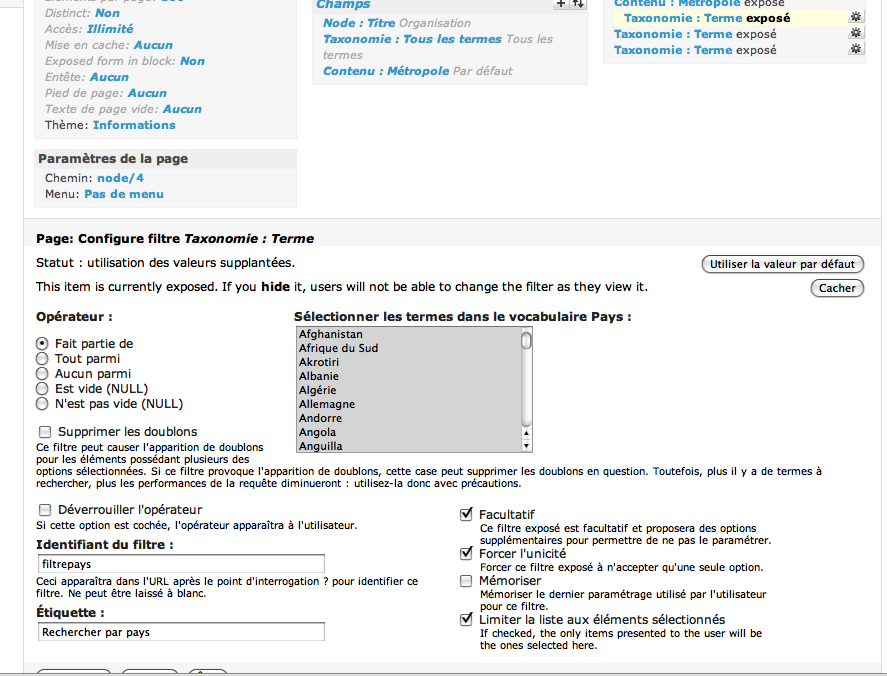 Distinct: Non
Accès: Illimité
Mise en cache: Aucun
Exposed form in block: Non
Entête: Aucun
Pied de page: Aucun
Texte de page vide: Aucun
Thème: Informations
Paramètres de la page
Chemin: node/4
Menu: Pas de menu
Champs
Node : Titre Organisation
Taxonomie : Tous les termes Tous les
termes
Contenu : Métropole Par défaut
Contenu : Métropole exposé
Taxonomie : Terme exposé
Taxonomie : Terme exposé
Taxonomie : Terme exposé
Page: Configure filtre Taxonomie : Terme
Statut : utilisation des valeurs supplantées.
Utiliser la valeur par défaut
This item is currently exposed. If you hide it, users will not be able to change the filter as they view it.
Cacher
Opérateur :
Fait partie de
Tout parmi
Aucun parmi
Est vide (NULL)
N'est pas vide (NULL)
Sélectionner les termes dans le vocabulaire Pays :
Afghanistan
Afrique du Sud
Akrotiri
Albanie
Algérie
Allemagne
Andorre
Angola
Anguilla
Supprimer les doublons
Ce filtre peut causer l'apparition de doublons
pour les éléments possédant plusieurs des
options sélectionnées. Si ce filtre provoque l'apparition de doublons, cette case peut supprimer les doublons en question. Toutefois, plus il y a de termes à
rechercher, plus les performances de la requête diminueront : utilisez-la donc avec précautions.
Déverrouiller l'opérateur
Si cette option est cochée, l'opérateur apparaîtra à l'utilisateur.
Identifiant du filtre :
filtrepays
Ceci apparaîtra dans l'URL après le point d'interrogation ? pour identifier ce
filtre. Ne peut être laissé à blanc.
Étiquette :
Rechercher par pays
Facultatif
Ce filtre exposé est facultatif et proposera des options
supplémentaires pour permettre de ne pas le paramétrer.
Forcer l'unicité
Forcer ce filtre exposé à n'accepter qu'une seule option.
Mémoriser
Mémoriser le dernier paramétrage utilisé par l'utilisateur
pour ce filtre.
Limiter la liste aux éléments sélectionnés
If checked, the only items presented to the user will be
the ones selected here.